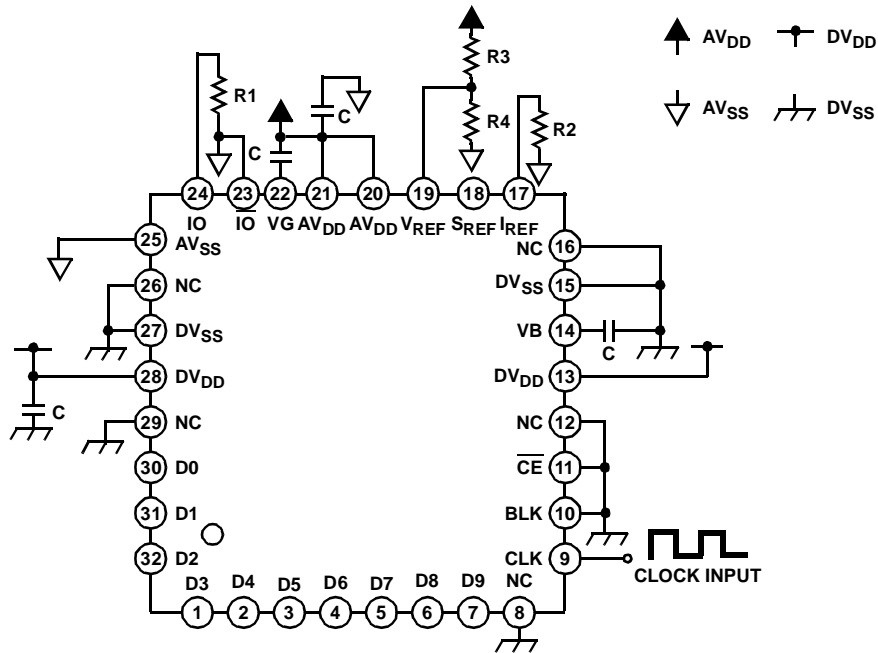 AVDD DVDD
AVSS DVSS
R3
R1
R4
R2
C
C
24 23 22 21 20 19 18 17
IO IO VG AVDD AVDD VREF SREF IREF
25 AVSS
26 NC
27 DVSS
28 DVDD
C
29 NC
30 D0
31 D1
32 D2
NC 16
DVSS 15
VB 14
C
DVDD 13
NC 12
CE 11
BLK 10
CLK 9
CLOCK INPUT
D3 D4 D5 D6 D7 D8 D9 NC
1 2 3 4 5 6 7 8